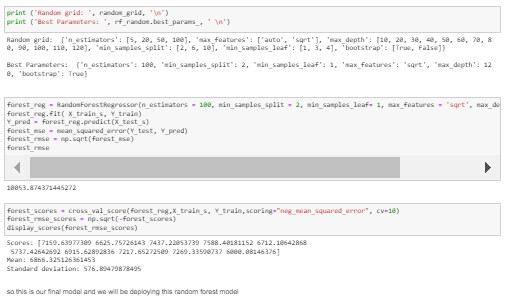 print ('Random grid: ', random_grid, '\n')
print ('Best Parameters: ', rf_random.best_params_, ' \n')
Random grid:  {'n_estimators': [5, 20, 50, 100], 'max_features': ['auto', 'sqrt'], 'max_depth': [10, 20, 30, 40, 50, 60, 70, 8
0, 90, 100, 110, 120], 'min_samples_split': [2, 6, 10], 'min_samples_leaf': [1, 3, 4], 'bootstrap': [True, False]}
Best Parameters:  {'n_estimators': 100, 'min_samples_split': 2, 'min_samples_leaf': 1, 'max_features': 'sqrt', 'max_depth': 12
0, 'bootstrap': True}
forest_reg = RandomForestRegressor(n_estimators = 100, min_samples_split = 2, min_samples_leaf= 1, max_features = 'sqrt', max_de
forest_reg.fit( X_train_s, Y_train)
Y_pred = forest_reg.predict(X_test_s)
forest_mse = mean_squared_error(Y_test, Y_pred)
forest_rmse = np.sqrt(forest_mse)
forest_rmse
10053.874371445272
forest_scores = cross_val_score(forest_reg,X_train_s, Y_train,scoring="neg_mean_squared_error", cv=10)
forest_rmse_scores = np.sqrt(-forest_scores)
display_scores(forest_rmse_scores)
Scores: [7159.63977309 6625.75726143 7437.22053739 7588.40181152 6712.10642868
5737.42642692 6915.62892836 7217.65272509 7269.33590737 6000.08146376]
Mean: 6866.325126361453
Standard deviation: 576.89479878495
so this is our final model and we will be deploying this random forest model